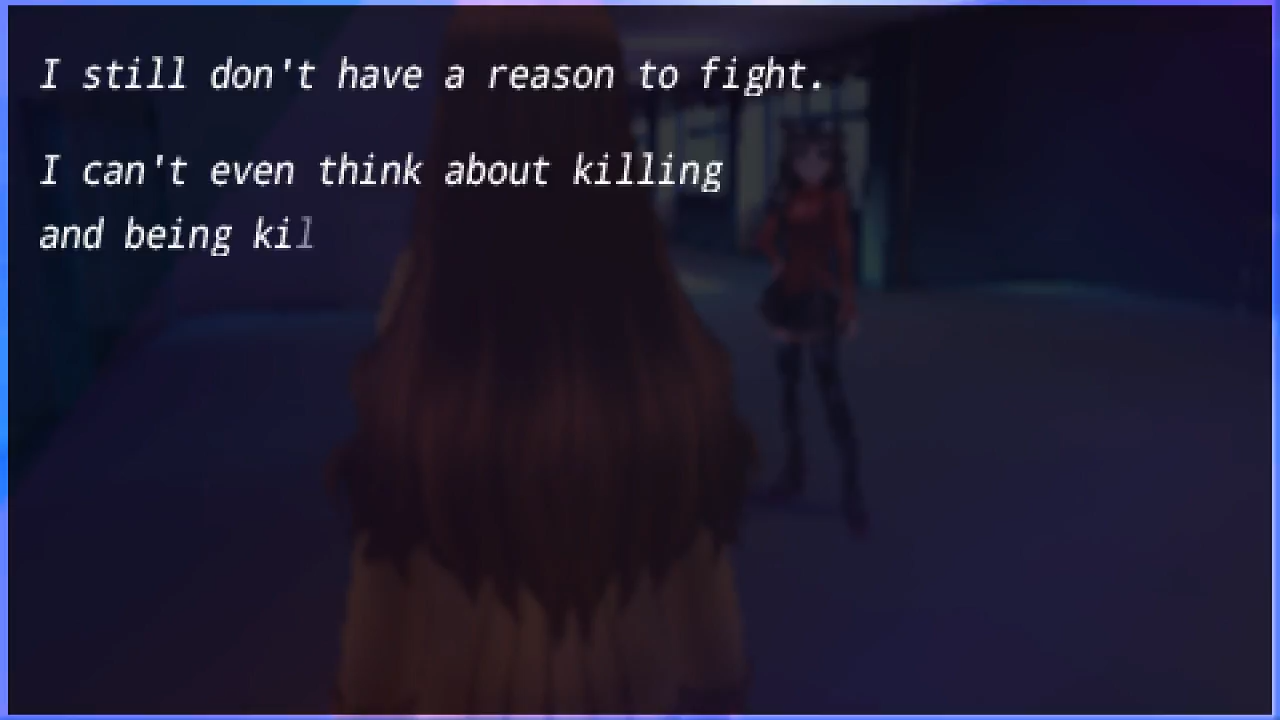 I still don't have a reason to fight.
I can't even think about killing
and being kil